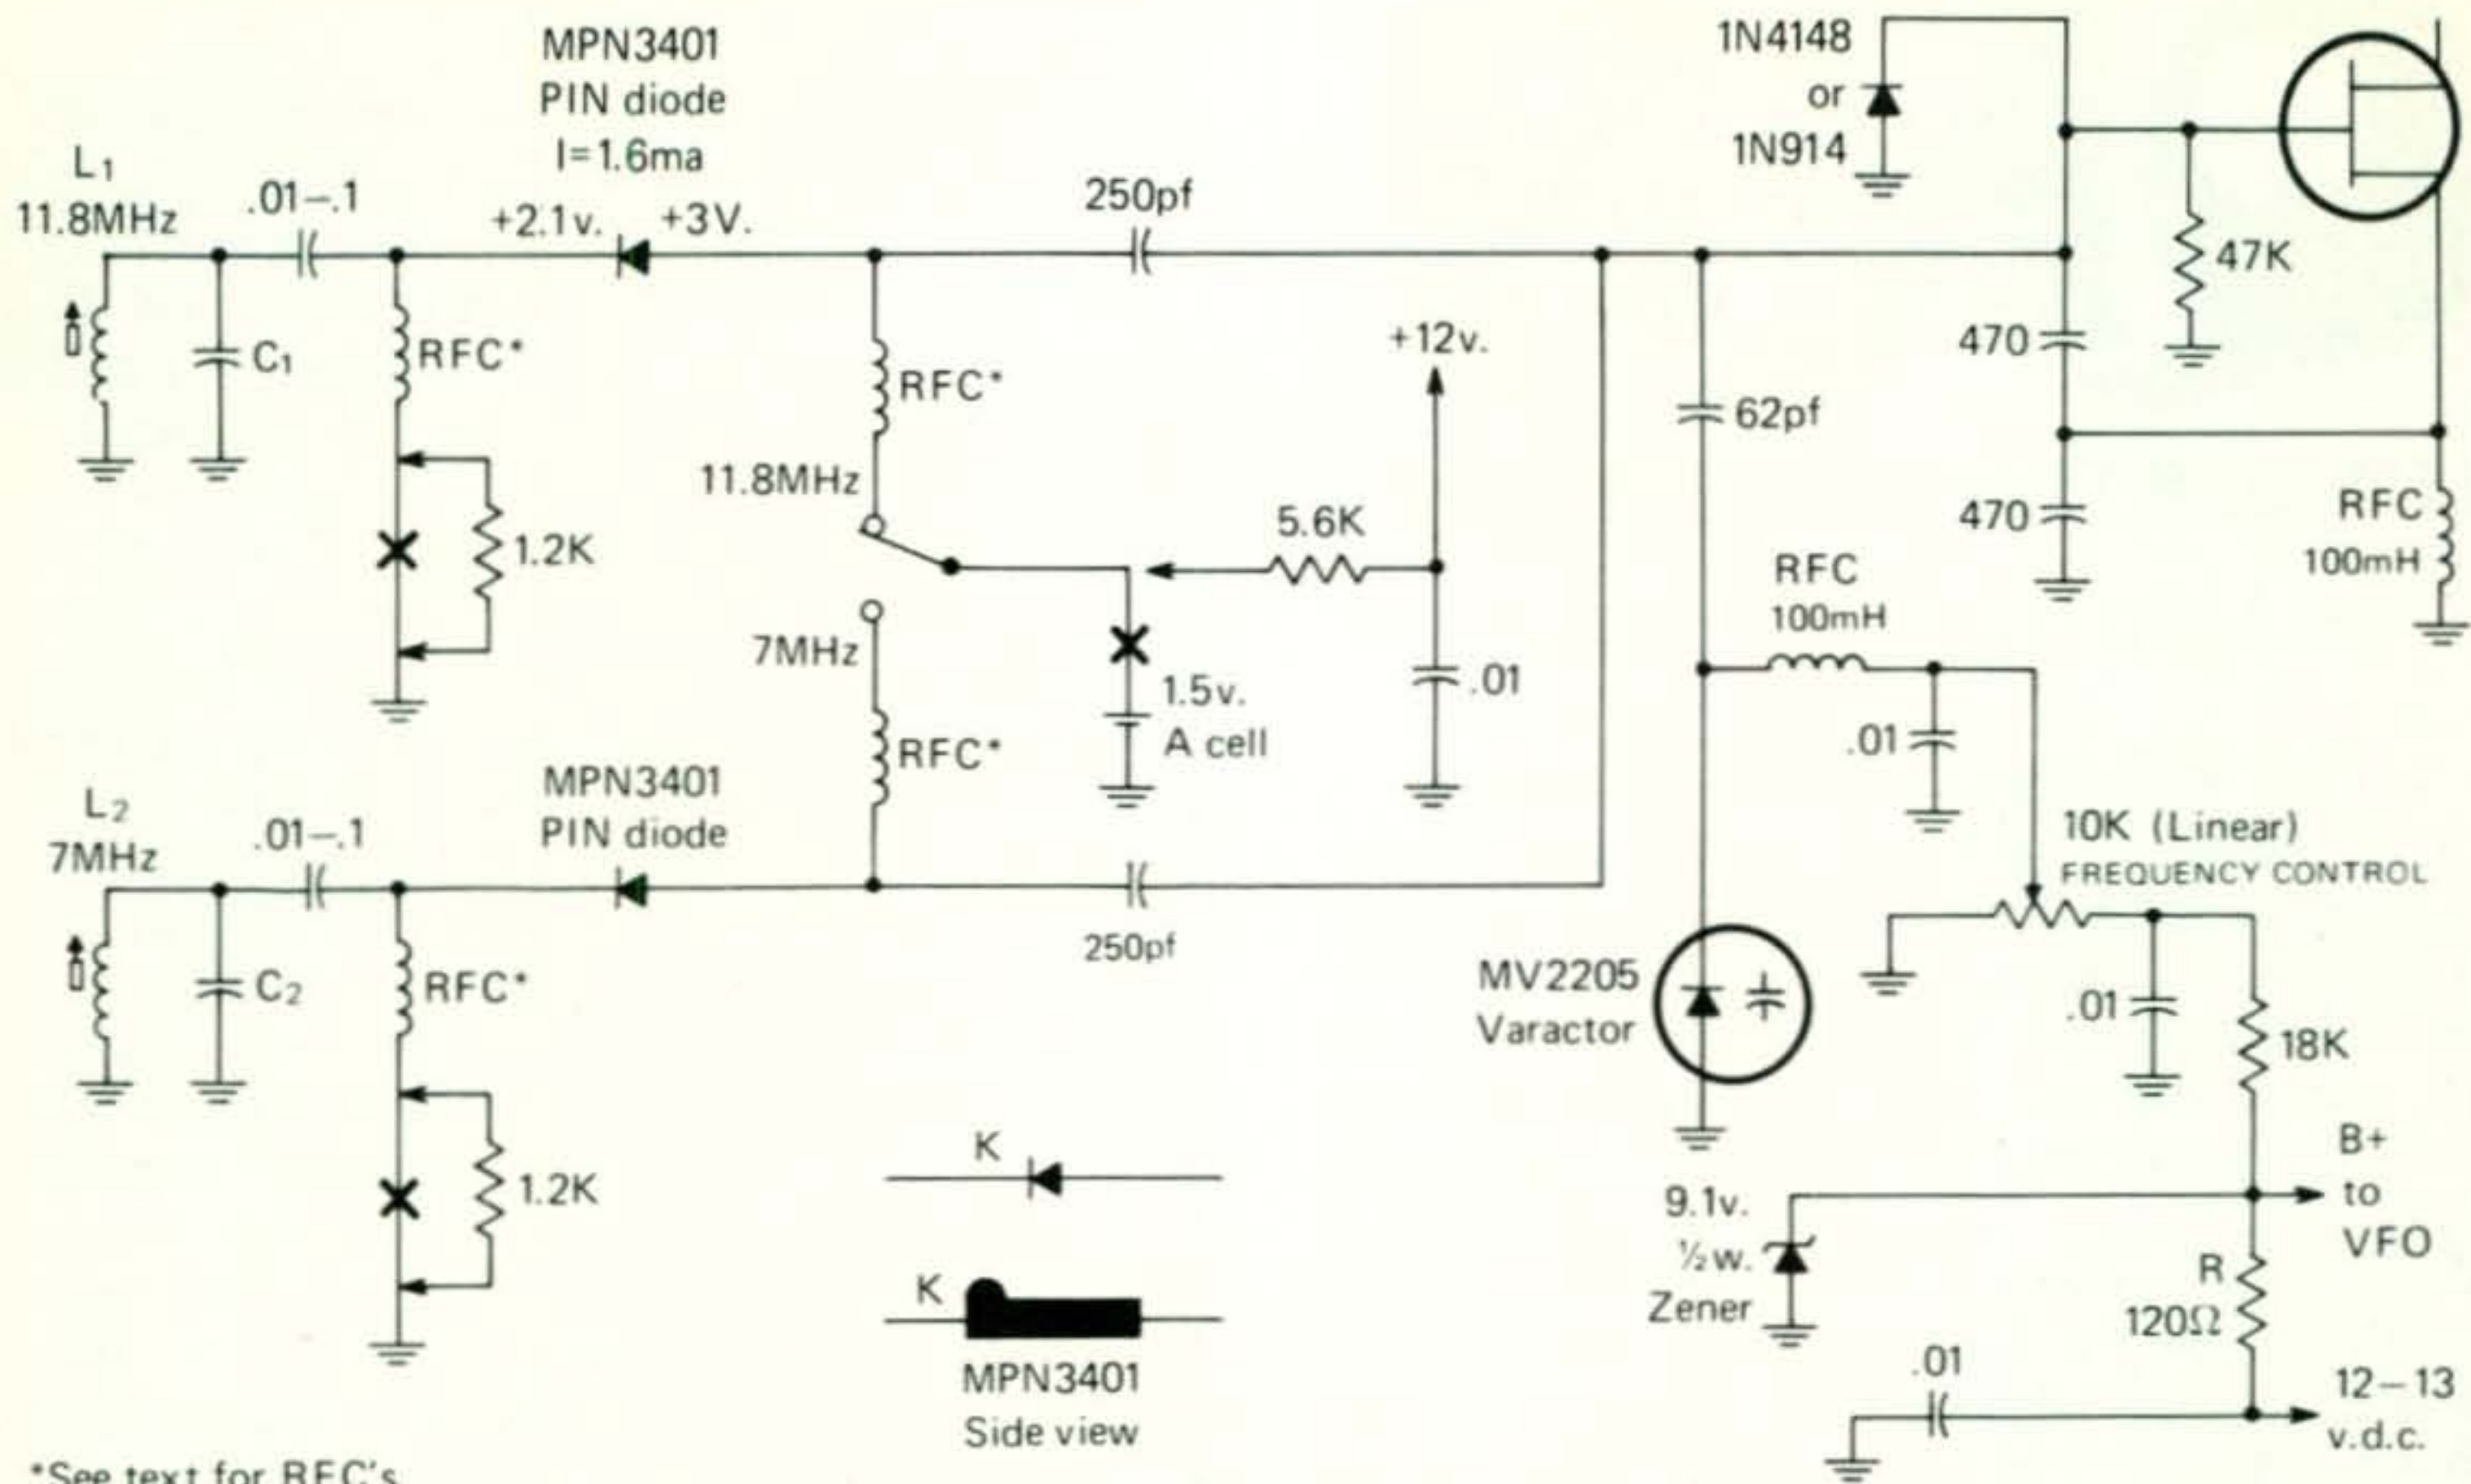 MPN3401
PIN diode
I=1.6ma
L1
11.8MHz
.01–.1
+2.1v.
+3V.
250pf
1N4148
or
1N914
47K
C1
RFC*
RFC*
+12v.
470
62pf
11.8MHz
1.2K
5.6K
470
RFC
100mH
RFC
100mH
7MHz
1.5v.
A cell
.01
.01
RFC*
L2
7MHz
.01–.1
MPN3401
PIN diode
250pf
10K (Linear)
FREQUENCY CONTROL
C2
RFC*
MV2205
Varactor
.01
18K
1.2K
K
K
MPN3401
Side view
9.1v.
½w.
Zener
B+
to
VFO
R
120Ω
.01
12–13
v.d.c.
*See text for RFC's